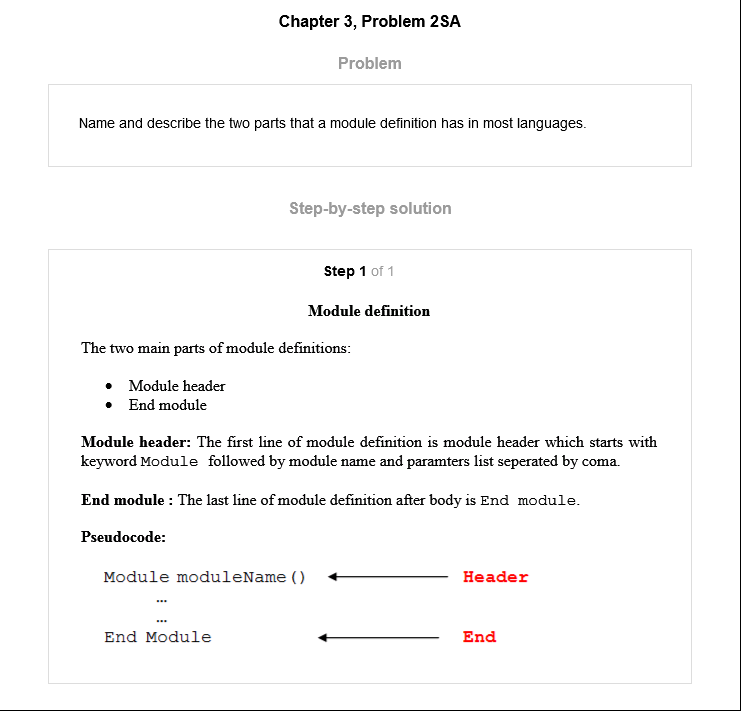 Chapter 3, Problem 2SA
Problem
Name and describe the two parts that a module definition has in most languages.
Step-by-step solution
Step 1 of 1
Module definition
The two main parts of module definitions:
• Module header
• End module
Module header: The first line of module definition is module header which starts with
keyword Module followed by module name and paramters list seperated by coma.
End module : The last line of module definition after body is End module.
Pseudocode:
Module moduleName() Header
...
...
End Module End